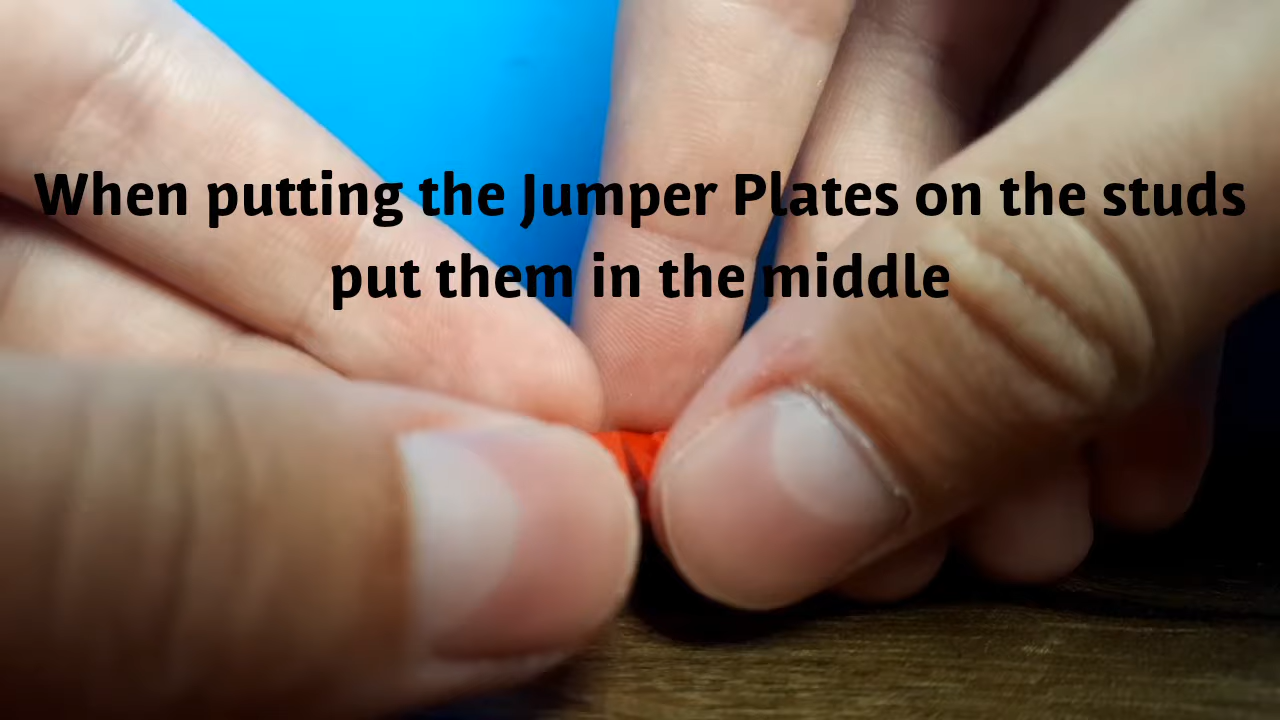 When putting the Jumper Plates on the studs
put them in the middle